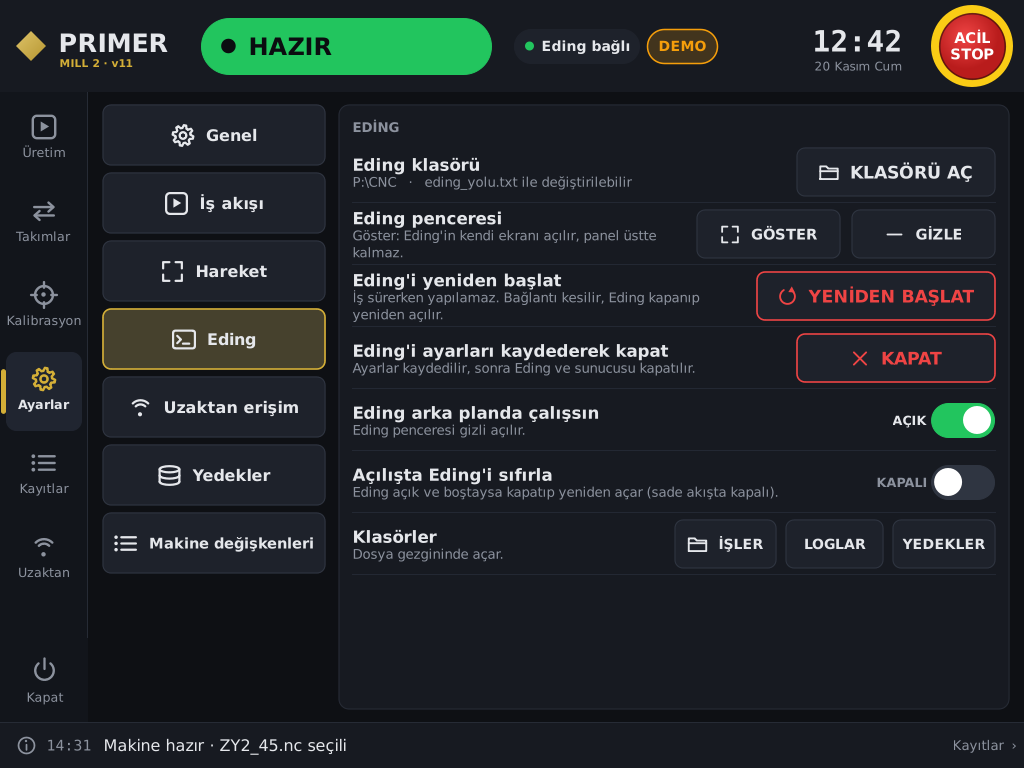 PRIMER
MILL 2 · v11
HAZIR
Eding bağlı
DEMO
12:42
20 Kasım Cum
ACİL
STOP
Üretim
Takımlar
Kalibrasyon
Ayarlar
Kayıtlar
Uzaktan
Kapat
Genel
İş akışı
Hareket
Eding
Uzaktan erişim
Yedekler
Makine değişkenleri
EDİNG
Eding klasörü
P:\CNC · eding_yolu.txt ile değiştirilebilir
KLASÖRÜ AÇ
Eding penceresi
Göster: Eding'in kendi ekranı açılır, panel üstte
kalmaz.
GÖSTER
GİZLE
Eding'i yeniden başlat
İş sürerken yapılamaz. Bağlantı kesilir, Eding kapanıp
yeniden açılır.
YENİDEN BAŞLAT
Eding'i ayarları kaydederek kapat
Ayarlar kaydedilir, sonra Eding ve sunucusu kapatılır.
KAPAT
Eding arka planda çalışsın
Eding penceresi gizli açılır.
AÇIK
Açılışta Eding'i sıfırla
Eding açık ve boştaysa kapatıp yeniden açar (sade akışta kapalı).
KAPALI
Klasörler
Dosya gezgininde açar.
İŞLER
LOGLAR
YEDEKLER
14:31 Makine hazır · ZY2_45.nc seçili
Kayıtlar ›